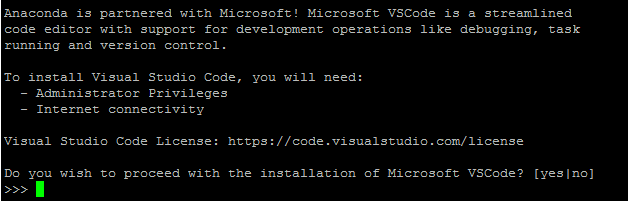 Anaconda is partnered with Microsoft! Microsoft VSCode is a streamlined
code editor with support for development operations like debugging, task
running and version control.
To install Visual Studio Code, you will need:
- Administrator Privileges
- Internet connectivity
Visual Studio Code License: https://code.visualstudio.com/license
Do you wish to proceed with the installation of Microsoft VSCode? [yes|no]
>>>